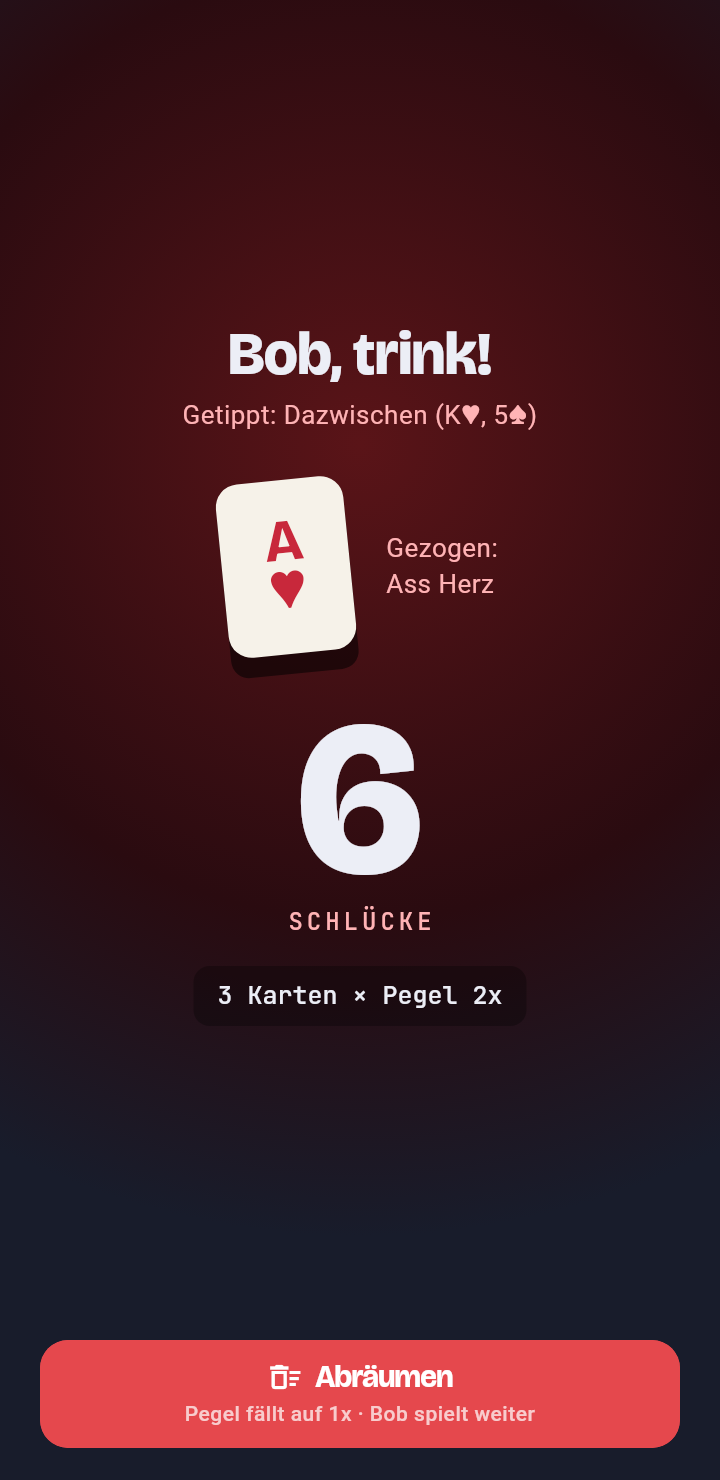 Bob, trink!
Getippt: Dazwischen (K♥, 5♠)
A
♥
Gezogen:
Ass Herz
6
SCHLÜCKE
3 Karten × Pegel 2x
Abräumen
Pegel fällt auf 1x · Bob spielt weiter